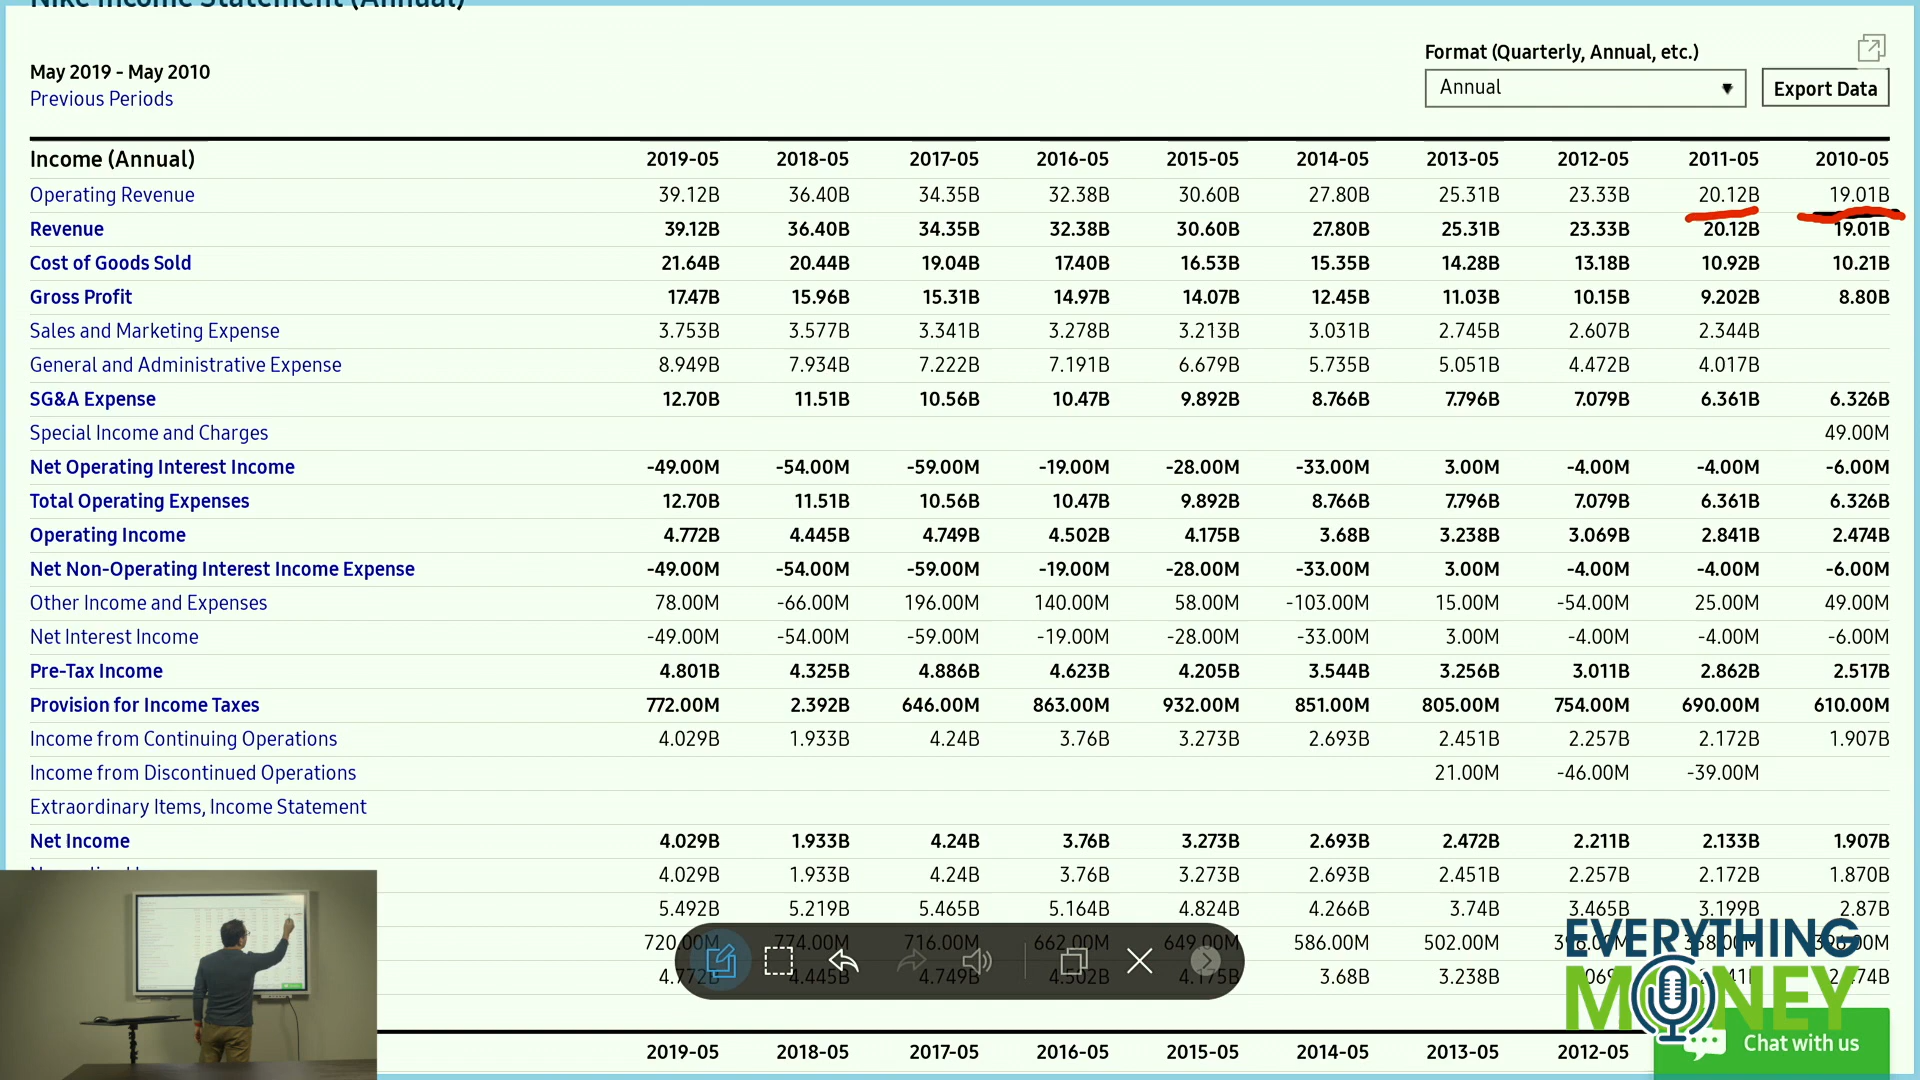 Nike Income Statement (Annual)
Format (Quarterly, Annual, etc.)
May 2019 - May 2010
Previous Periods
Annual
Export Data
Income (Annual) 2019-05 2018-05 2017-05 2016-05 2015-05 2014-05 2013-05 2012-05 2011-05 2010-05
Operating Revenue 39.12B 36.40B 34.35B 32.38B 30.60B 27.80B 25.31B 23.33B 20.12B 19.01B
Revenue 39.12B 36.40B 34.35B 32.38B 30.60B 27.80B 25.31B 23.33B 20.12B 19.01B
Cost of Goods Sold 21.64B 20.44B 19.04B 17.40B 16.53B 15.35B 14.28B 13.18B 10.92B 10.21B
Gross Profit 17.47B 15.96B 15.31B 14.97B 14.07B 12.45B 11.03B 10.15B 9.202B 8.80B
Sales and Marketing Expense 3.753B 3.577B 3.341B 3.278B 3.213B 3.031B 2.745B 2.607B 2.344B
General and Administrative Expense 8.949B 7.934B 7.222B 7.191B 6.679B 5.735B 5.051B 4.472B 4.017B
SG&A Expense 12.70B 11.51B 10.56B 10.47B 9.892B 8.766B 7.796B 7.079B 6.361B 6.326B
Special Income and Charges 49.00M
Net Operating Interest Income -49.00M -54.00M -59.00M -19.00M -28.00M -33.00M 3.00M -4.00M -4.00M -6.00M
Total Operating Expenses 12.70B 11.51B 10.56B 10.47B 9.892B 8.766B 7.796B 7.079B 6.361B 6.326B
Operating Income 4.772B 4.445B 4.749B 4.502B 4.175B 3.68B 3.238B 3.069B 2.841B 2.474B
Net Non-Operating Interest Income Expense -49.00M -54.00M -59.00M -19.00M -28.00M -33.00M 3.00M -4.00M -4.00M -6.00M
Other Income and Expenses 78.00M -66.00M 196.00M 140.00M 58.00M -103.00M 15.00M -54.00M 25.00M 49.00M
Net Interest Income -49.00M -54.00M -59.00M -19.00M -28.00M -33.00M 3.00M -4.00M -4.00M -6.00M
Pre-Tax Income 4.801B 4.325B 4.886B 4.623B 4.205B 3.544B 3.256B 3.011B 2.862B 2.517B
Provision for Income Taxes 772.00M 2.392B 646.00M 863.00M 932.00M 851.00M 805.00M 754.00M 690.00M 610.00M
Income from Continuing Operations 4.029B 1.933B 4.24B 3.76B 3.273B 2.693B 2.451B 2.257B 2.172B 1.907B
Income from Discontinued Operations 21.00M -46.00M -39.00M
Extraordinary Items, Income Statement
Net Income 4.029B 1.933B 4.24B 3.76B 3.273B 2.693B 2.472B 2.211B 2.133B 1.907B
4.029B 1.933B 4.24B 3.76B 3.273B 2.693B 2.451B 2.257B 2.172B 1.870B
5.492B 5.219B 5.465B 5.164B 4.824B 4.266B 3.74B 3.465B 3.199B 2.87B
720.00M 774.00M 716.00M 662.00M 649.00M 586.00M 502.00M
4.772B 4.445B 4.749B 4.502B 4.175B 3.68B 3.238B
EVERYTHING
MONEY
2019-05 2018-05 2017-05 2016-05 2015-05 2014-05 2013-05 2012-05
Chat with us